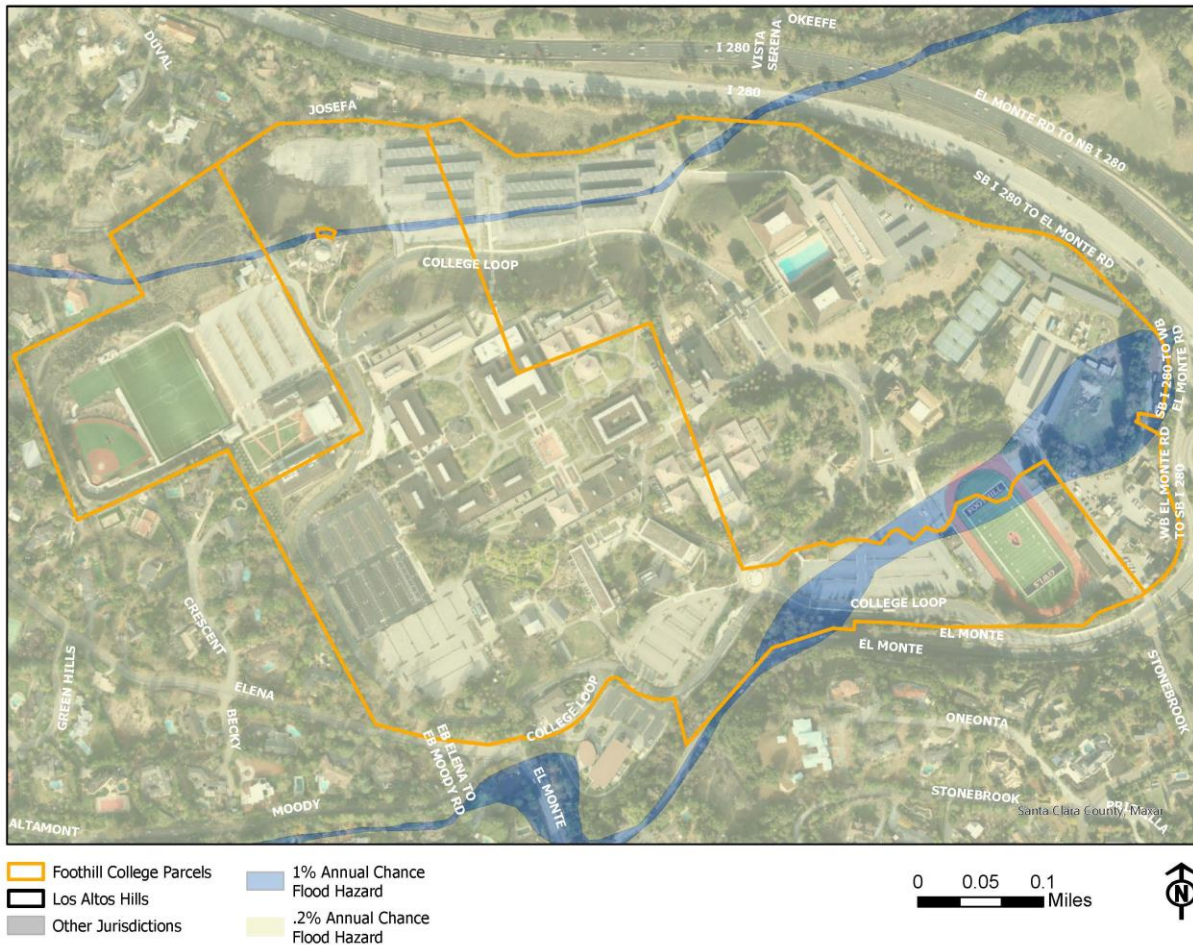 OKEEFE
DUVAL
I 280
VISTA
SERENA
I 280
JOSEFA
EL MONTE RD TO NB I 280
SB I 280 TO EL MONTE RD
COLLEGE LOOP
SB I 280 TO WB
EL MONTE RD
WB EL MONTE RD
TO SB I 280
FOOTHILL
OWLS
COLLEGE LOOP
EL MONTE
EL MONTE
CRESCENT
GREEN HILLS
ELENA
BECKY
COLLEGE LOOP
EB ELENA TO
EB MOODY RD
EL MONTE
MOODY
ALTAMONT
ONEONTA
STONEBROOK
STONEBROOK
Santa Clara County, Maxar
Foothill College Parcels
Los Altos Hills
Other Jurisdictions
1% Annual Chance
Flood Hazard
.2% Annual Chance
Flood Hazard
0 0.05 0.1
Miles
N